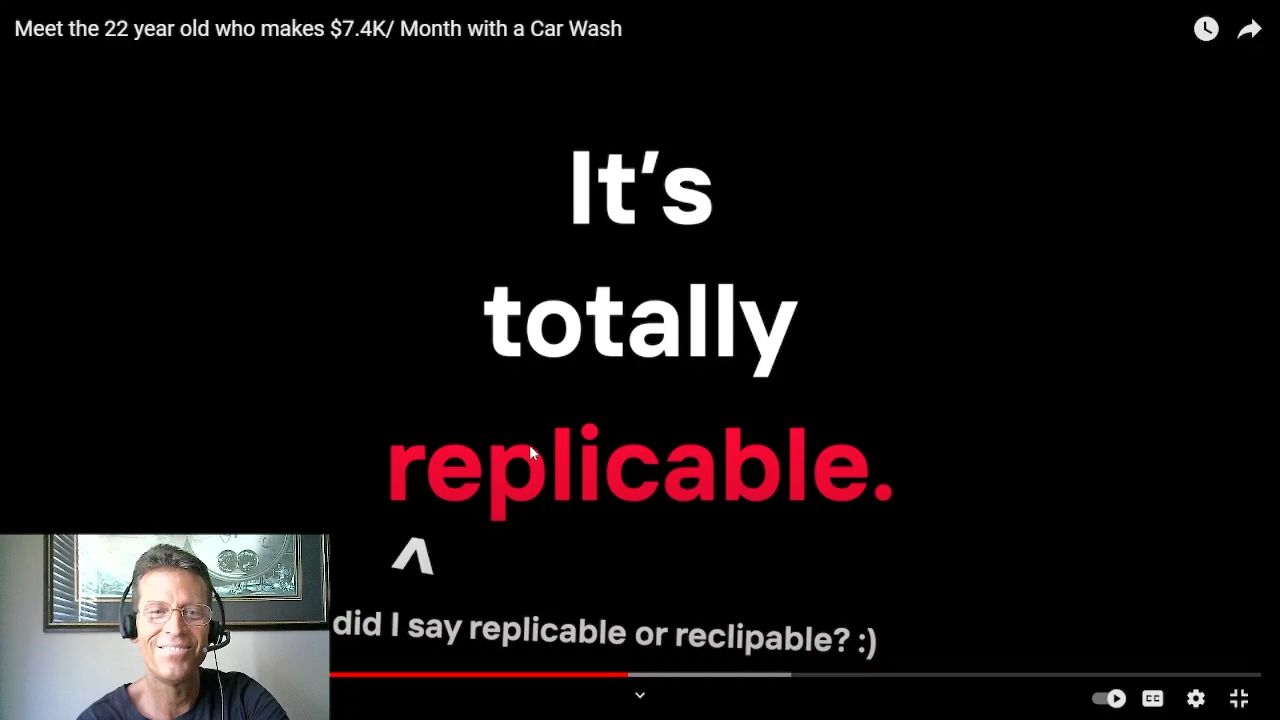 Meet the 22 year old who makes $7.4K/ Month with a Car Wash
It’s
totally
replicable.
^
did I say replicable or reclipable? :)
CC